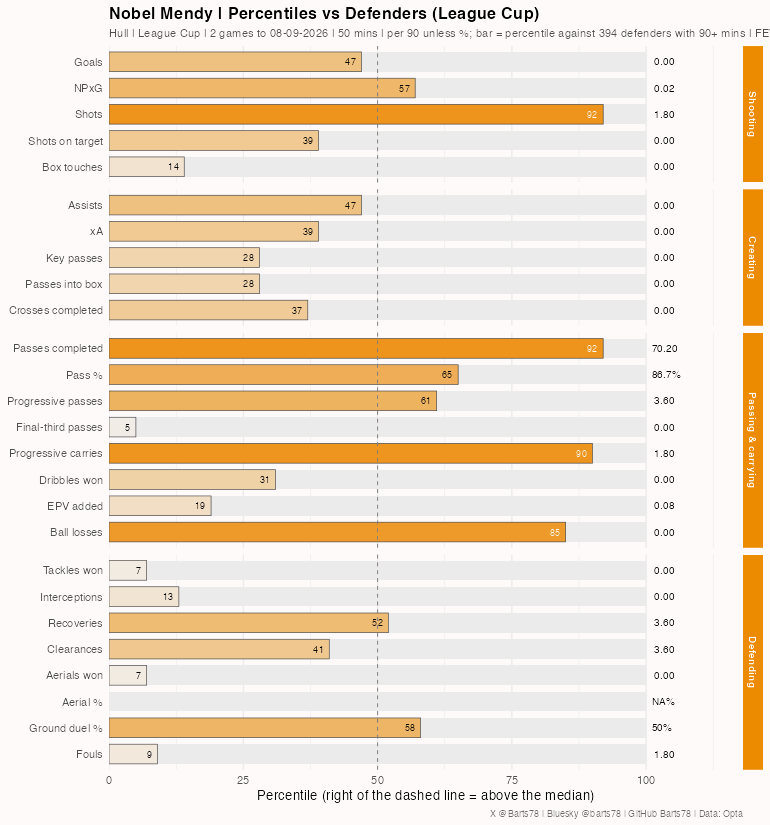 Nobel Mendy | Percentiles vs Defenders (League Cup)
Hull | League Cup | 2 games to 08-09-2026 | 50 mins | per 90 unless %; bar = percentile against 394 defenders with 90+ mins |
Goals 47 0.00
NPxG 57 0.02
Shots 92 1.80
Shots on target 39 0.00
Box touches 14 0.00
Shooting
Assists 47 0.00
xA 39 0.00
Key passes 28 0.00
Passes into box 28 0.00
Crosses completed 37 0.00
Creating
Passes completed 92 70.20
Pass % 65 86.7%
Progressive passes 61 3.60
Final-third passes 5 0.00
Progressive carries 90 1.80
Dribbles won 31 0.00
EPV added 19 0.08
Ball losses 85 0.00
Passing & carrying
Tackles won 7 0.00
Interceptions 13 0.00
Recoveries 52 3.60
Clearances 41 3.60
Aerials won 7 0.00
Aerial % NA%
Ground duel % 58 50%
Fouls 9 1.80
Defending
0 25 50 75 100
Percentile (right of the dashed line = above the median)
X @Barts78 | Bluesky @barts78 | GitHub Barts78 | Data: Opta